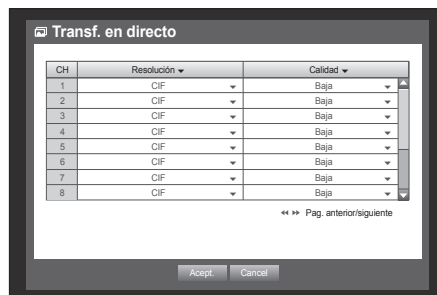 Transf. en directo
CH Resolución Calidad
1 CIF Baja
2 CIF Baja
3 CIF Baja
4 CIF Baja
5 CIF Baja
6 CIF Baja
7 CIF Baja
8 CIF Baja
Pag. anterior/siguiente
Acept. Cancel